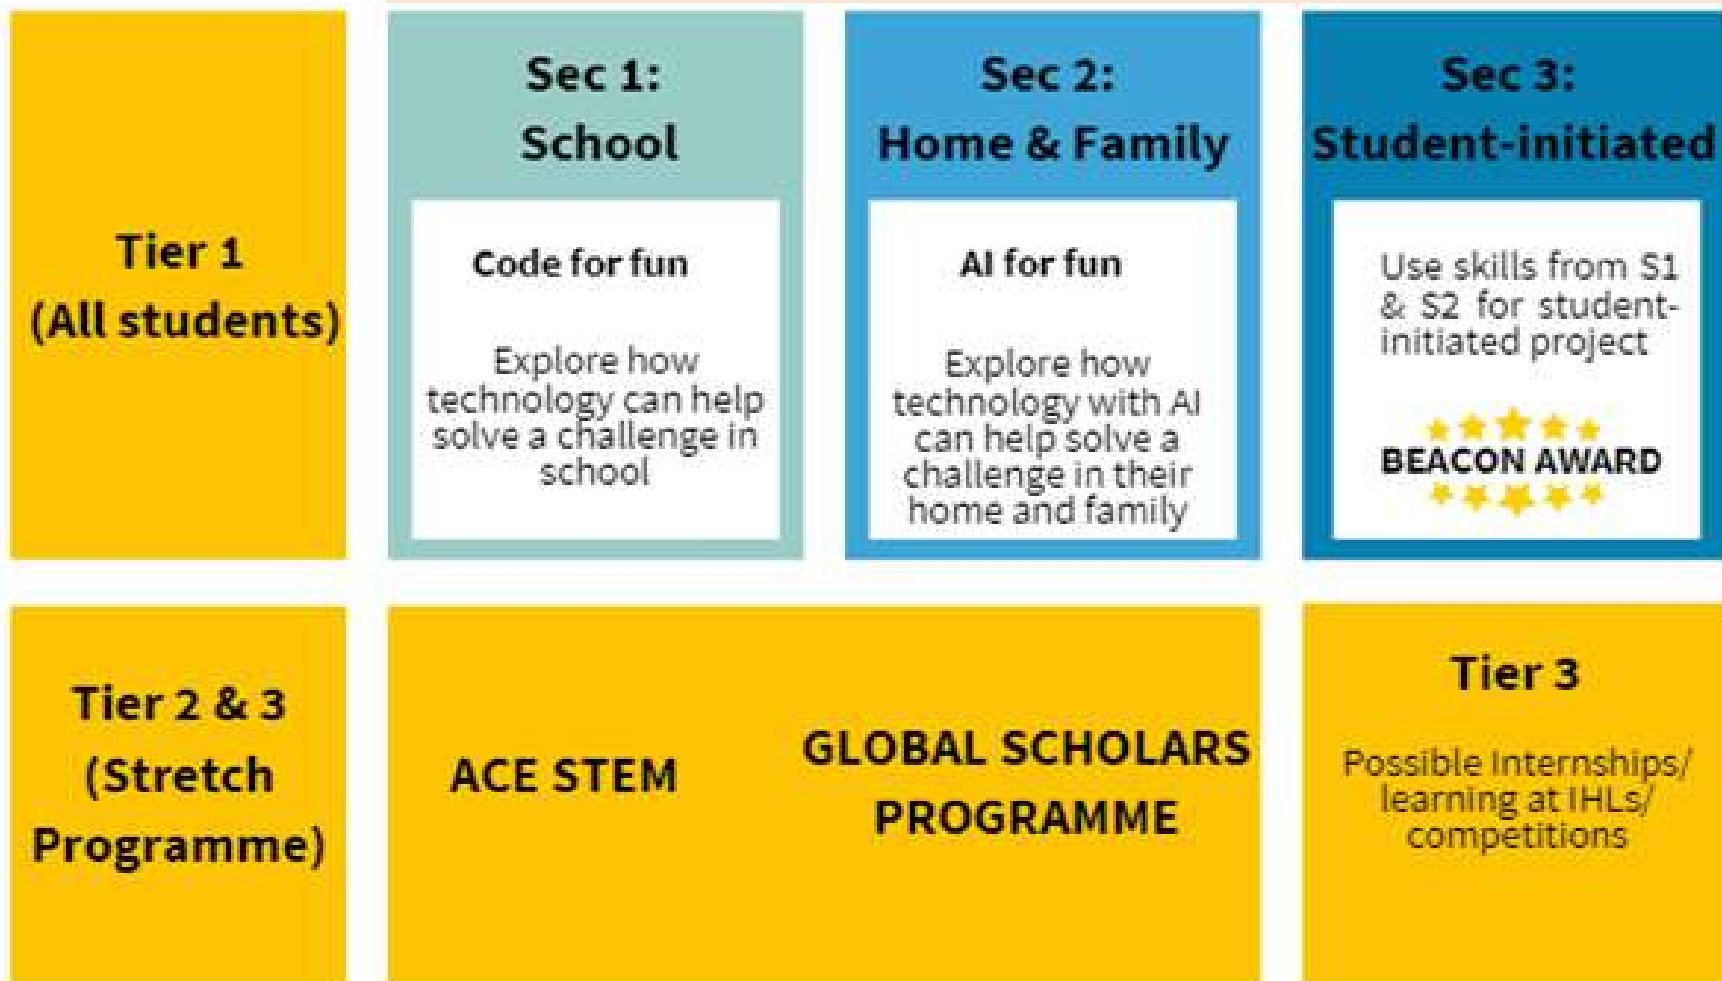 Tier 1
(All students)
Sec 1:
School
Code for fun
Explore how
technology can help
solve a challenge in
school
Sec 2:
Home & Family
AI for fun
Explore how
technology with AI
can help solve a
challenge in their
home and family
Sec 3:
Student-initiated
Use skills from S1
& S2 for student-
initiated project
BEACON AWARD
Tier 2 & 3
(Stretch
Programme)
ACE STEM
GLOBAL SCHOLARS
PROGRAMME
Tier 3
Possible Internships/
learning at IHLs/
competitions